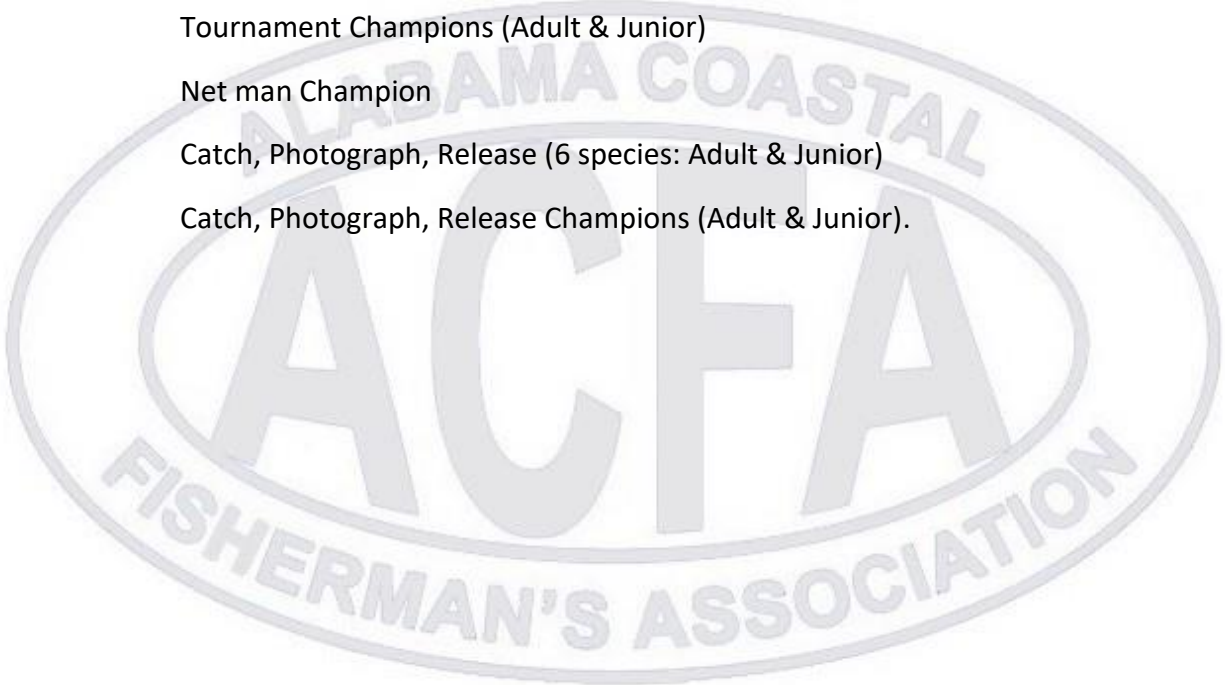 Tournament Champions (Adult & Junior)
Net man Champion
Catch, Photograph, Release (6 species: Adult & Junior)
Catch, Photograph, Release Champions (Adult & Junior).
ALABAMA COASTAL
ACFA
FISHERMAN'S ASSOCIATION